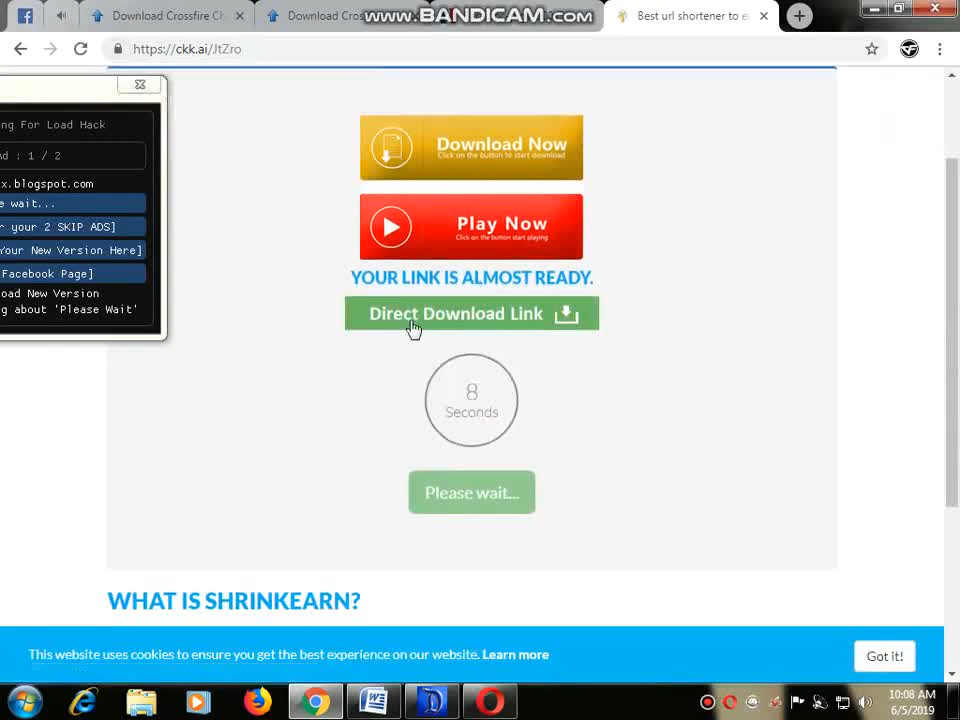 Download Crossfire Ch
Download Cros
www.BANDICAM.com
Best url shortener to e
https://ckk.ai/JtZro
ng For Load Hack
Ad : 1 / 2
x.blogspot.com
e wait...
r your 2 SKIP ADS]
Your New Version Here]
Facebook Page]
oad New Version
ng about 'Please Wait'
Download Now
Click on the button to start download
Play Now
Click on the button start playing
YOUR LINK IS ALMOST READY.
Direct Download Link
8
Seconds
Please wait...
WHAT IS SHRINKEARN?
This website uses cookies to ensure you get the best experience on our website. Learn more
Got it!
10:08 AM
6/5/2019